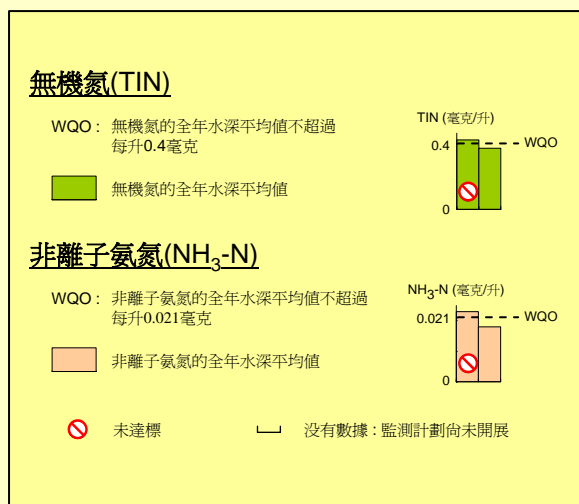 無機氮(TIN)
WQO : 無機氮的全年水深平均值不超過
每升0.4毫克
無機氮的全年水深平均值
TIN (毫克/升)
0.4
WQO
0
非離子氨氮(NH3-N)
WQO : 非離子氨氮的全年水深平均值不超過
每升0.021毫克
非離子氨氮的全年水深平均值
NH3-N (毫克/升)
0.021
WQO
0
未達標
没有數據 : 監測計劃尚未開展